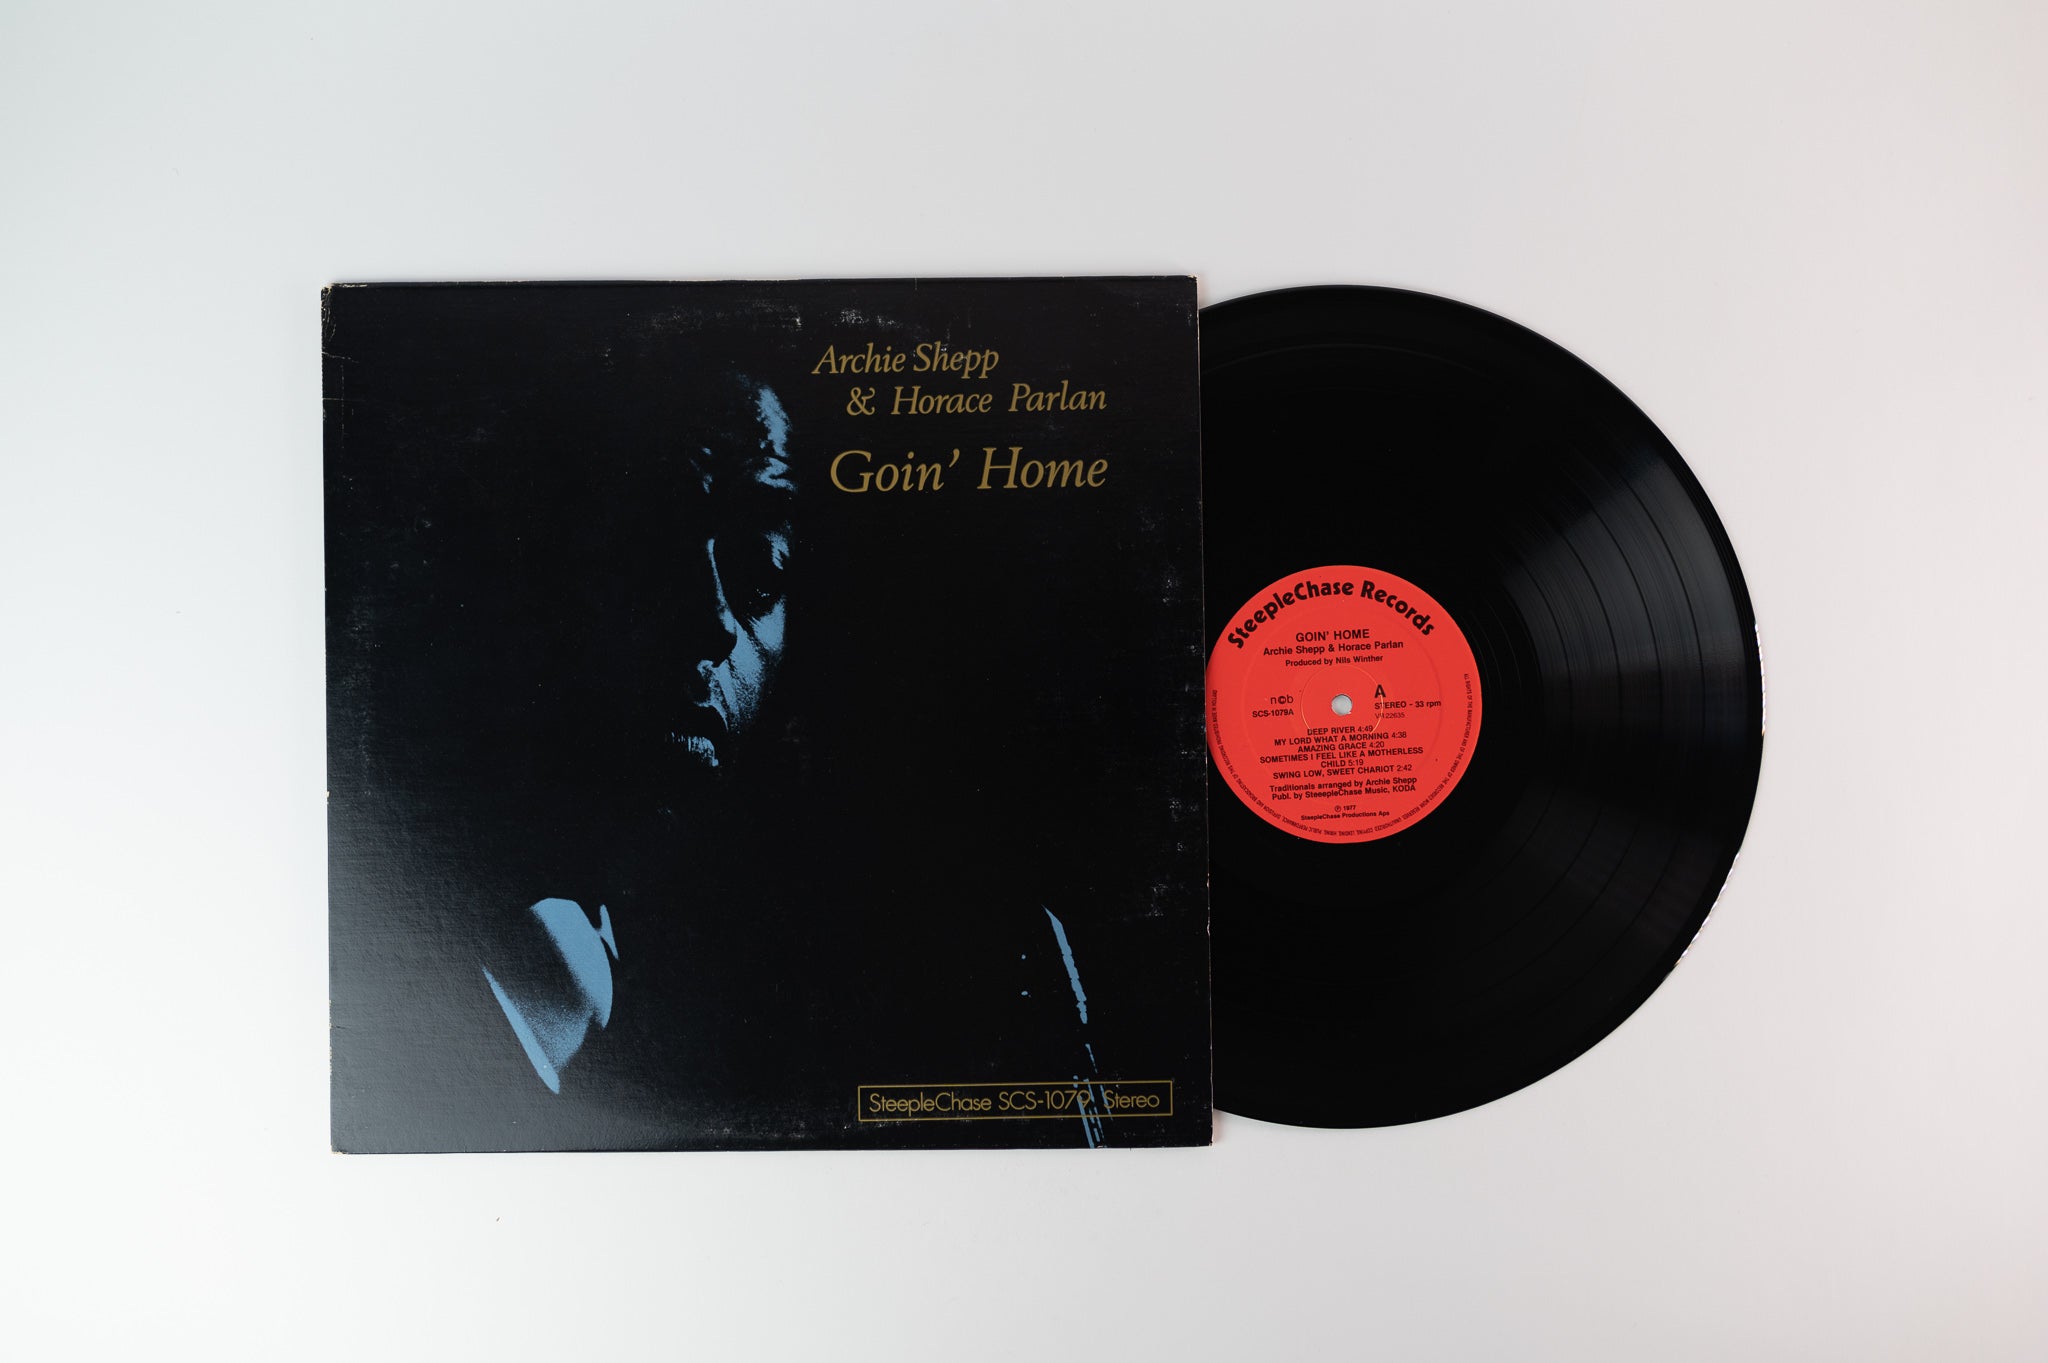 Archie Shepp
& Horace Parlan
Goin' Home
SteepleChase SCS-1079 Stereo
SteepleChase Records
GOIN' HOME
Archie Shepp & Horace Parlan
Produced by Nils Winther
n©b
SCS-1079A
A
STEREO - 33 rpm
22635
DEEP RIVER 4:49
MY LORD WHAT A MORNING 4:38
AMAZING GRACE 4:20
SOMETIMES I FEEL LIKE A MOTHERLESS
CHILD 5:19
SWING LOW, SWEET CHARIOT 2:42
Traditionals arranged by Archie Shepp
Publ. by SteeepleChase Music, KODA
℗ 1977
SteepleChase Productions Aps